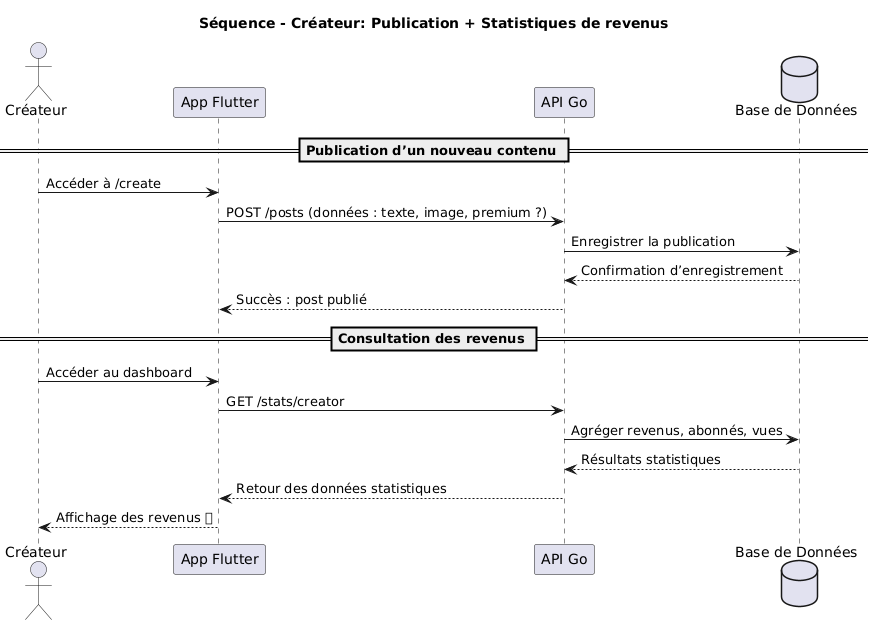 Séquence - Créateur: Publication + Statistiques de revenus
Créateur
App Flutter
API Go
Base de Données
Publication d’un nouveau contenu
Accéder à /create
POST /posts (données : texte, image, premium ?)
Enregistrer la publication
Confirmation d’enregistrement
Succès : post publié
Consultation des revenus
Accéder au dashboard
GET /stats/creator
Agréger revenus, abonnés, vues
Résultats statistiques
Retour des données statistiques
Affichage des revenus
Créateur
App Flutter
API Go
Base de Données